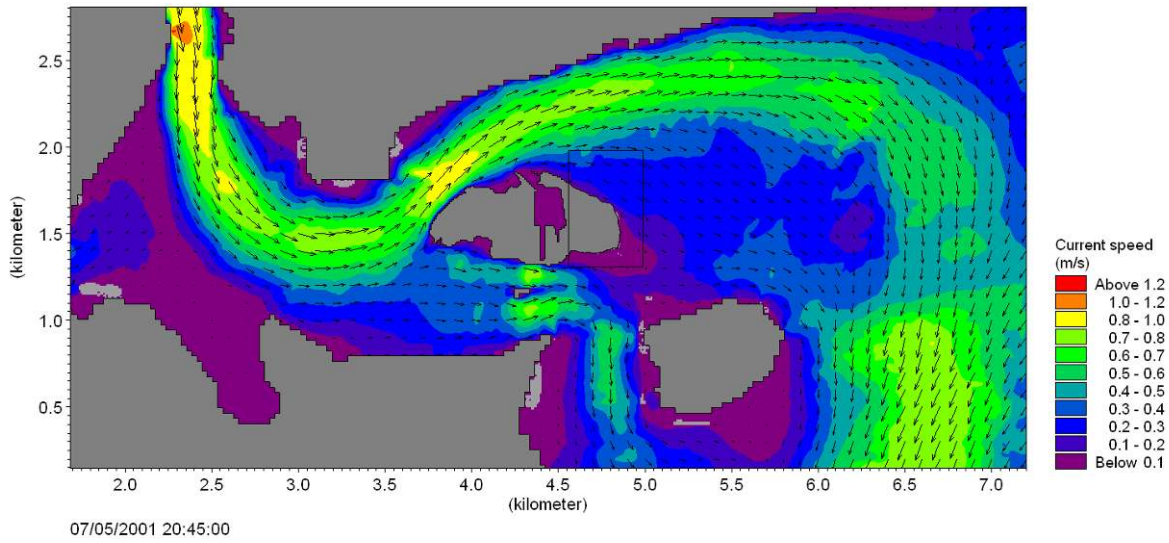 2.5
2.0
1.5
1.0
0.5
(kilometer)
2.0 2.5 3.0 3.5 4.0 4.5 5.0 5.5 6.0 6.5 7.0
(kilometer)
07/05/2001 20:45:00
Current speed
(m/s)
Above 1.2
1.0 - 1.2
0.8 - 1.0
0.7 - 0.8
0.6 - 0.7
0.5 - 0.6
0.4 - 0.5
0.3 - 0.4
0.2 - 0.3
0.1 - 0.2
Below 0.1